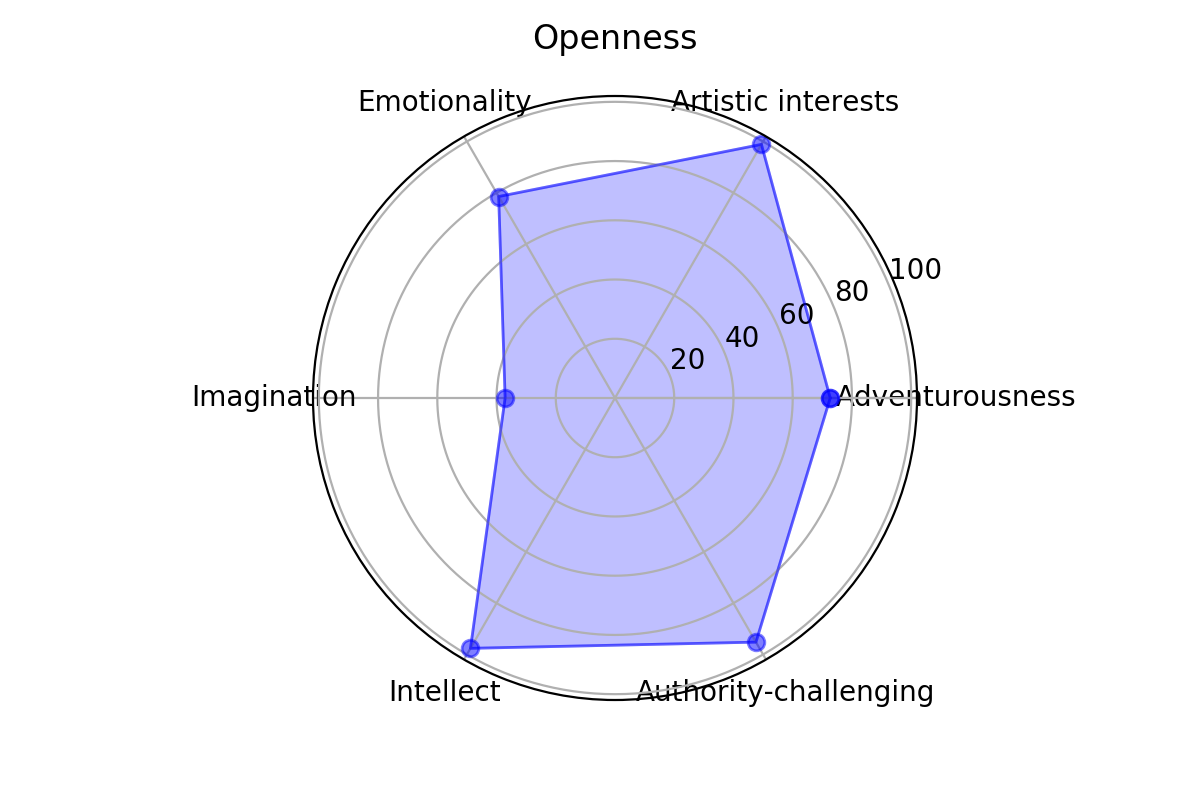 Openness
Emotionality
Artistic interests
100
80
60
40
20
Imagination
Adventurousness
Intellect
Authority-challenging